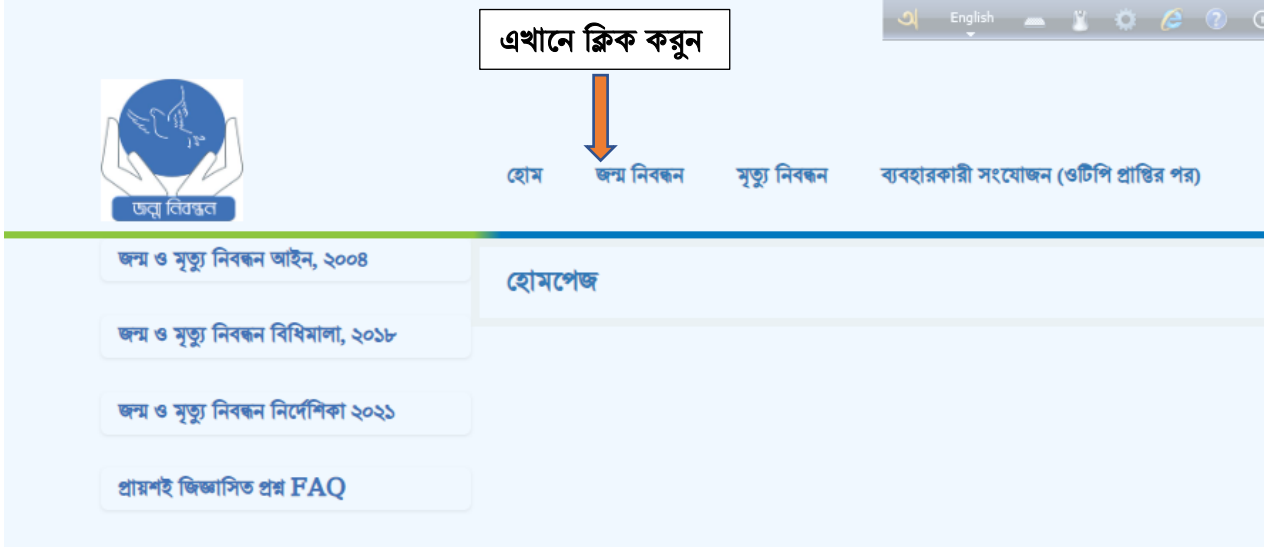 English
এখানে ক্লিক করুন
জন্ম নিবন্ধন
হোম জন্ম নিবন্ধন মৃত্যু নিবন্ধন ব্যবহারকারী সংযোজন (ওটিপি প্রাপ্তির পর)
জন্ম ও মৃত্যু নিবন্ধন আইন, ২০০৪
হোমপেজ
জন্ম ও মৃত্যু নিবন্ধন বিধিমালা, ২০১৮
জন্ম ও মৃত্যু নিবন্ধন নির্দেশিকা ২০২১
প্রায়শই জিজ্ঞাসিত প্রশ্ন FAQ